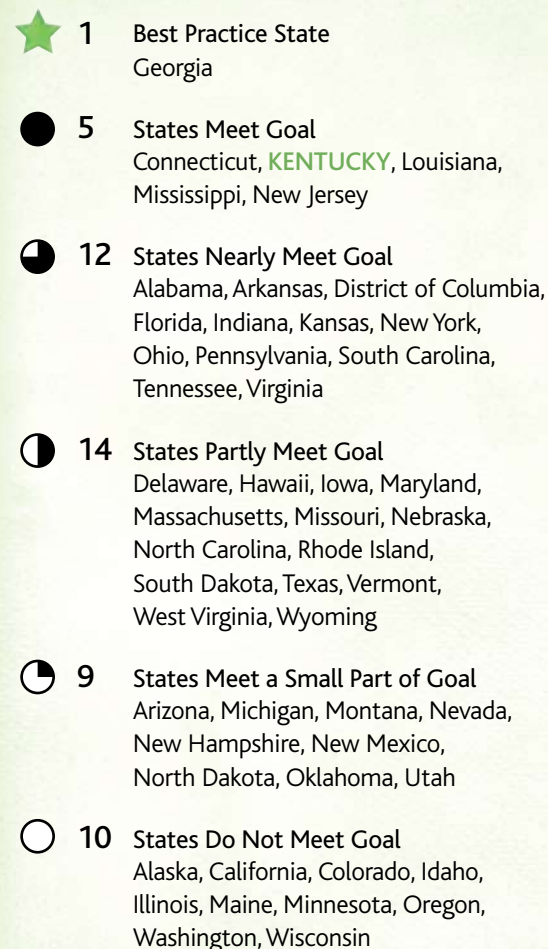 1 Best Practice State
Georgia
5 States Meet Goal
Connecticut, KENTUCKY, Louisiana,
Mississippi, New Jersey
12 States Nearly Meet Goal
Alabama, Arkansas, District of Columbia,
Florida, Indiana, Kansas, New York,
Ohio, Pennsylvania, South Carolina,
Tennessee, Virginia
14 States Partly Meet Goal
Delaware, Hawaii, Iowa, Maryland,
Massachusetts, Missouri, Nebraska,
North Carolina, Rhode Island,
South Dakota, Texas, Vermont,
West Virginia, Wyoming
9 States Meet a Small Part of Goal
Arizona, Michigan, Montana, Nevada,
New Hampshire, New Mexico,
North Dakota, Oklahoma, Utah
10 States Do Not Meet Goal
Alaska, California, Colorado, Idaho,
Illinois, Maine, Minnesota, Oregon,
Washington, Wisconsin